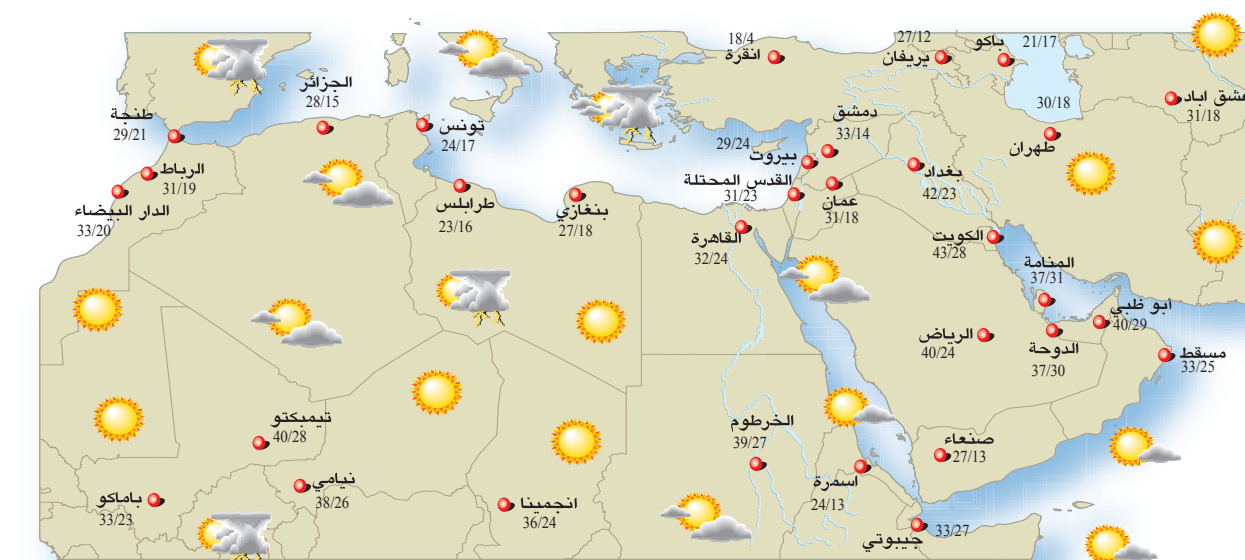 18/4
انقرة
27/12
يريفان
باكو
21/17
30/18
عشق اباد
31/18
طهران
الجزائر
28/15
طنجة
29/21
الرباط
31/19
الدار البيضاء
33/20
تونس
24/17
طرابلس
23/16
بنغازي
27/18
دمشق
33/14
29/24
بيروت
القدس المحتلة
31/23
عمان
31/18
بغداد
42/23
القاهرة
32/24
الكويت
43/28
المنامة
37/31
أبو ظبي
40/29
الرياض
40/24
الدوحة
37/30
مسقط
33/25
تيمبكتو
40/28
نيامي
38/26
باماكو
33/23
انجمينا
36/24
الخرطوم
39/27
اسمرة
24/13
صنعاء
27/13
جيبوتي
33/27